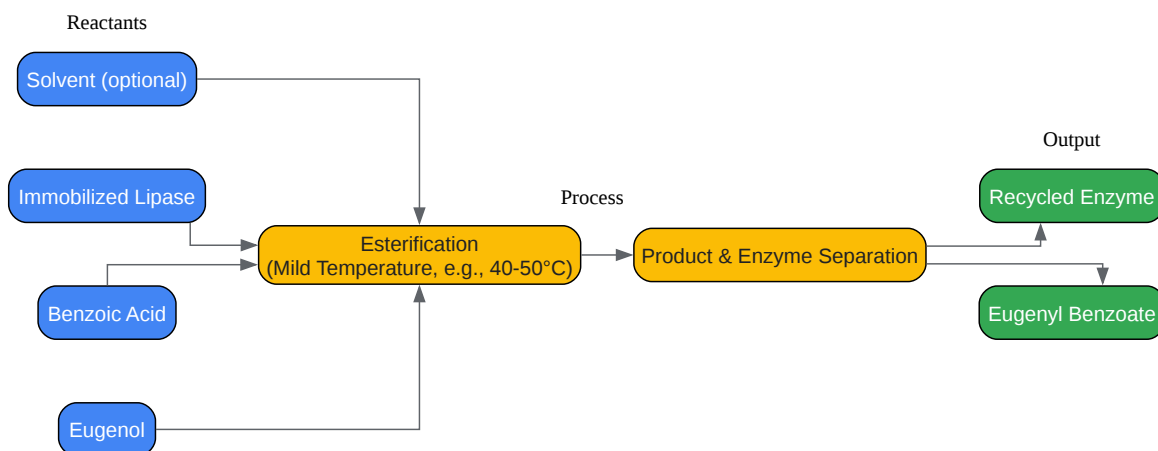 Reactants
Solvent (optional)
Output
Immobilized Lipase
Recycled Enzyme
Process
Esterification
(Mild Temperature, e.g., 40-50°C)
Product & Enzyme Separation
Benzoic Acid
Eugenyl Benzoate
Eugenol